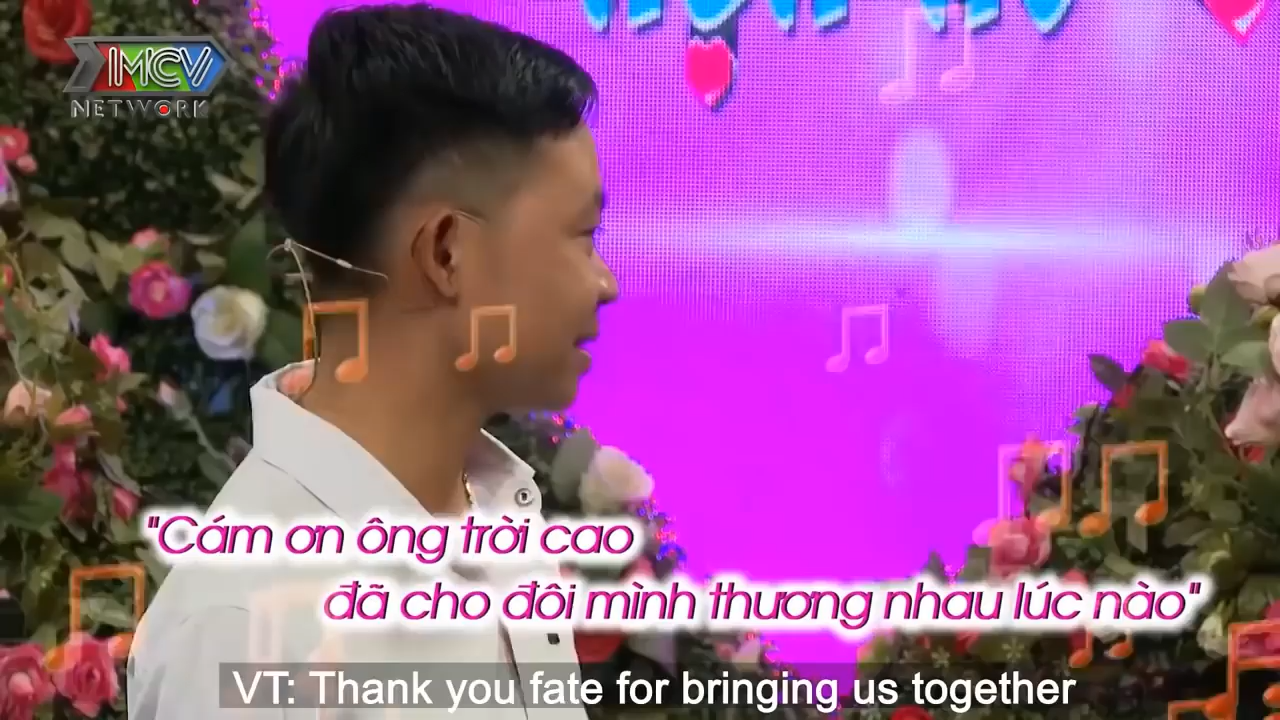 MCV
NETWORK
"Cám ơn ông trời cao
đã cho đôi mình thương nhau lúc nào"
VT: Thank you fate for bringing us together